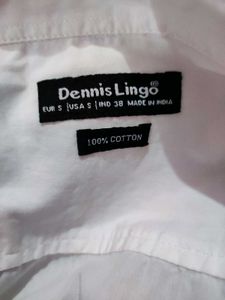 Dennis Lingo®
EUR S | USA S | IND 38 MADE IN INDIA
100% COTTON